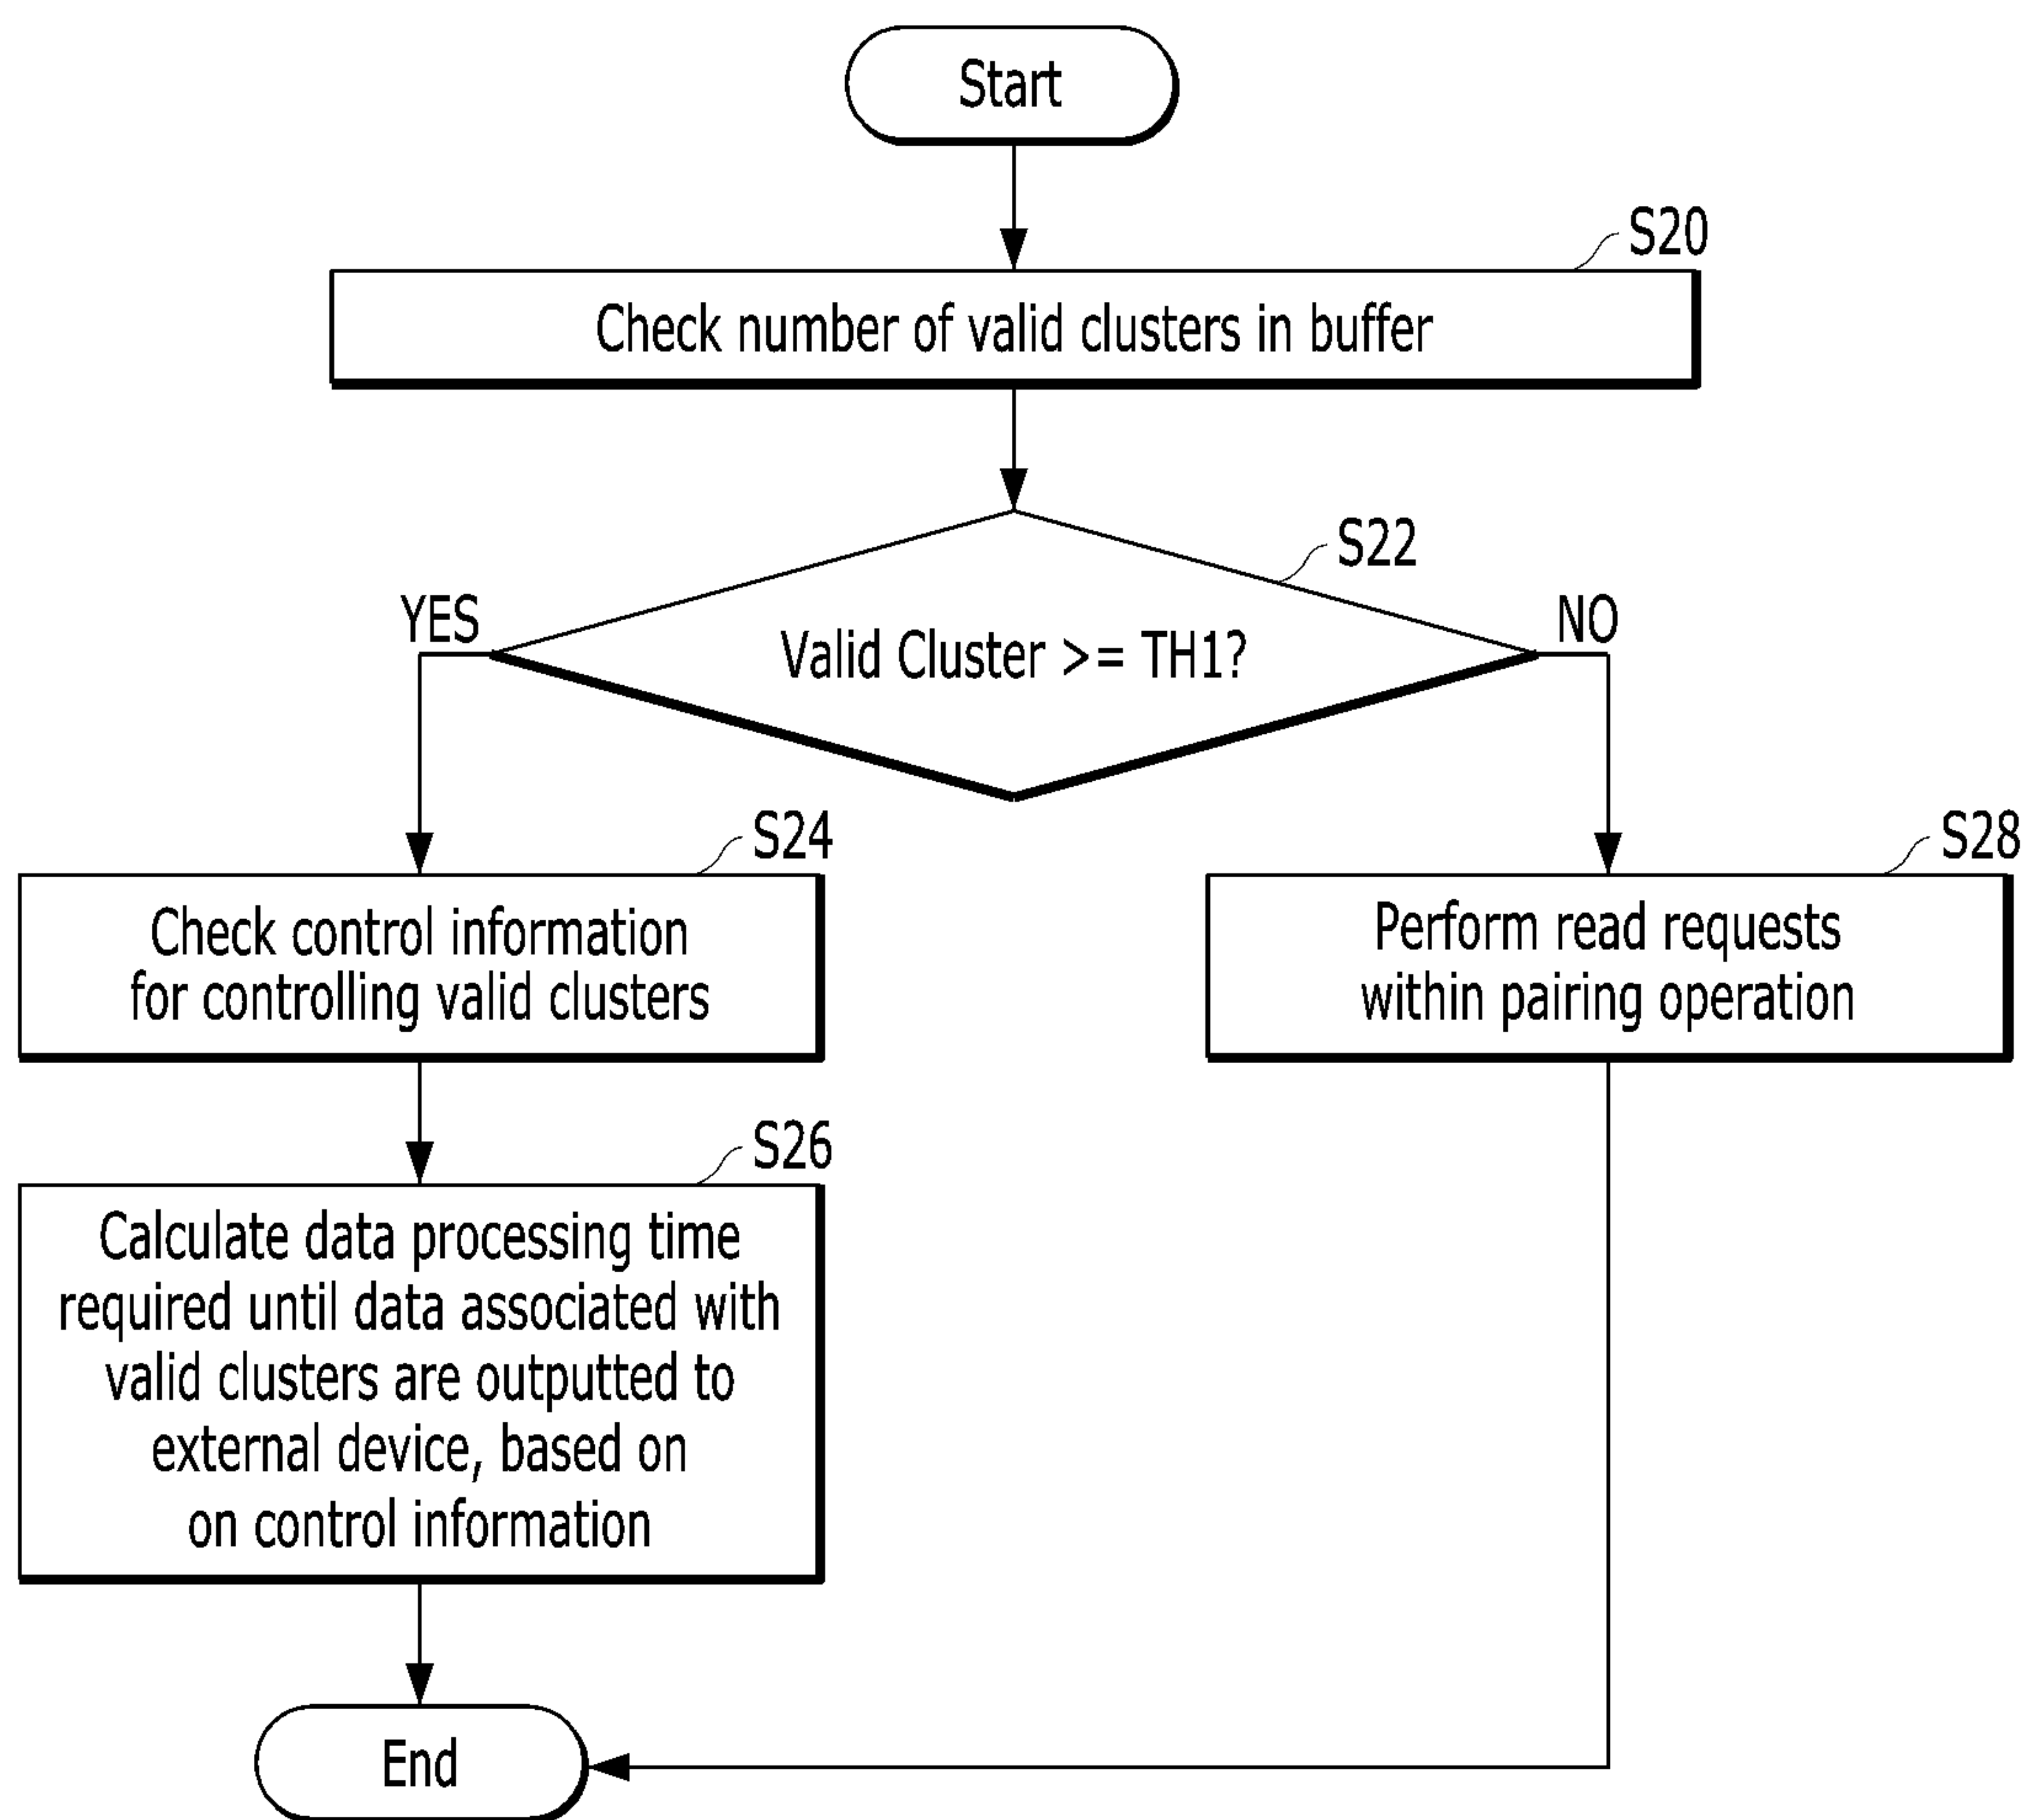 Start
S20
Check number of valid clusters in buffer
S22
YES
NO
Valid Cluster >= TH1?
S24
Check control information
for controlling valid clusters
S28
Perform read requests
within pairing operation
S26
Calculate data processing time
required until data associated with
valid clusters are outputted to
external device, based on
on control information
End